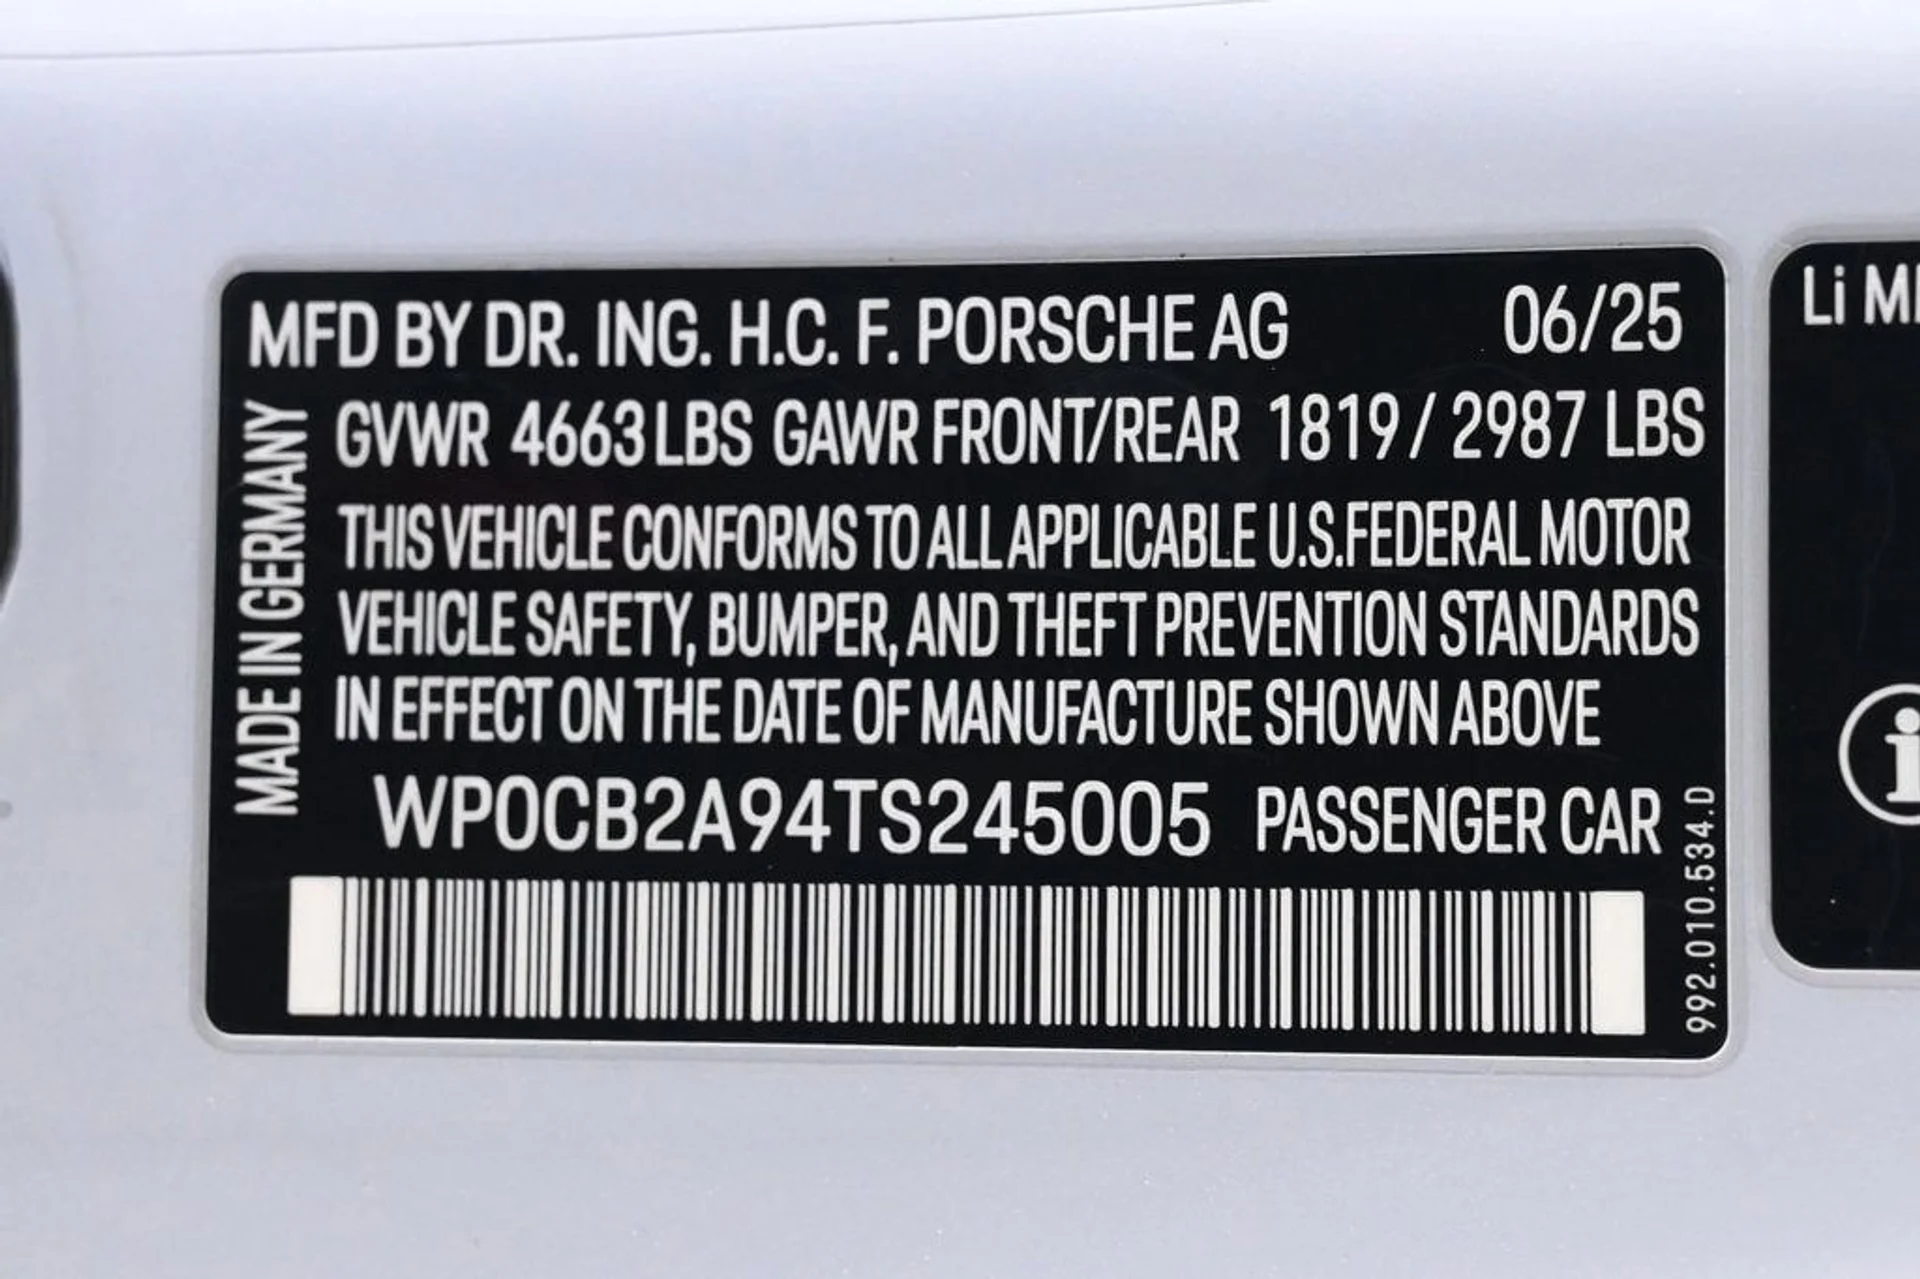 MFD BY DR. ING. H.C. F. PORSCHE AG 06/25
GVWR 4663 LBS GAWR FRONT/REAR 1819 / 2987 LBS
THIS VEHICLE CONFORMS TO ALL APPLICABLE U.S.FEDERAL MOTOR
VEHICLE SAFETY, BUMPER, AND THEFT PREVENTION STANDARDS
IN EFFECT ON THE DATE OF MANUFACTURE SHOWN ABOVE
WP0CB2A94TS245005 PASSENGER CAR
MADE IN GERMANY
992.010.534.D
Li